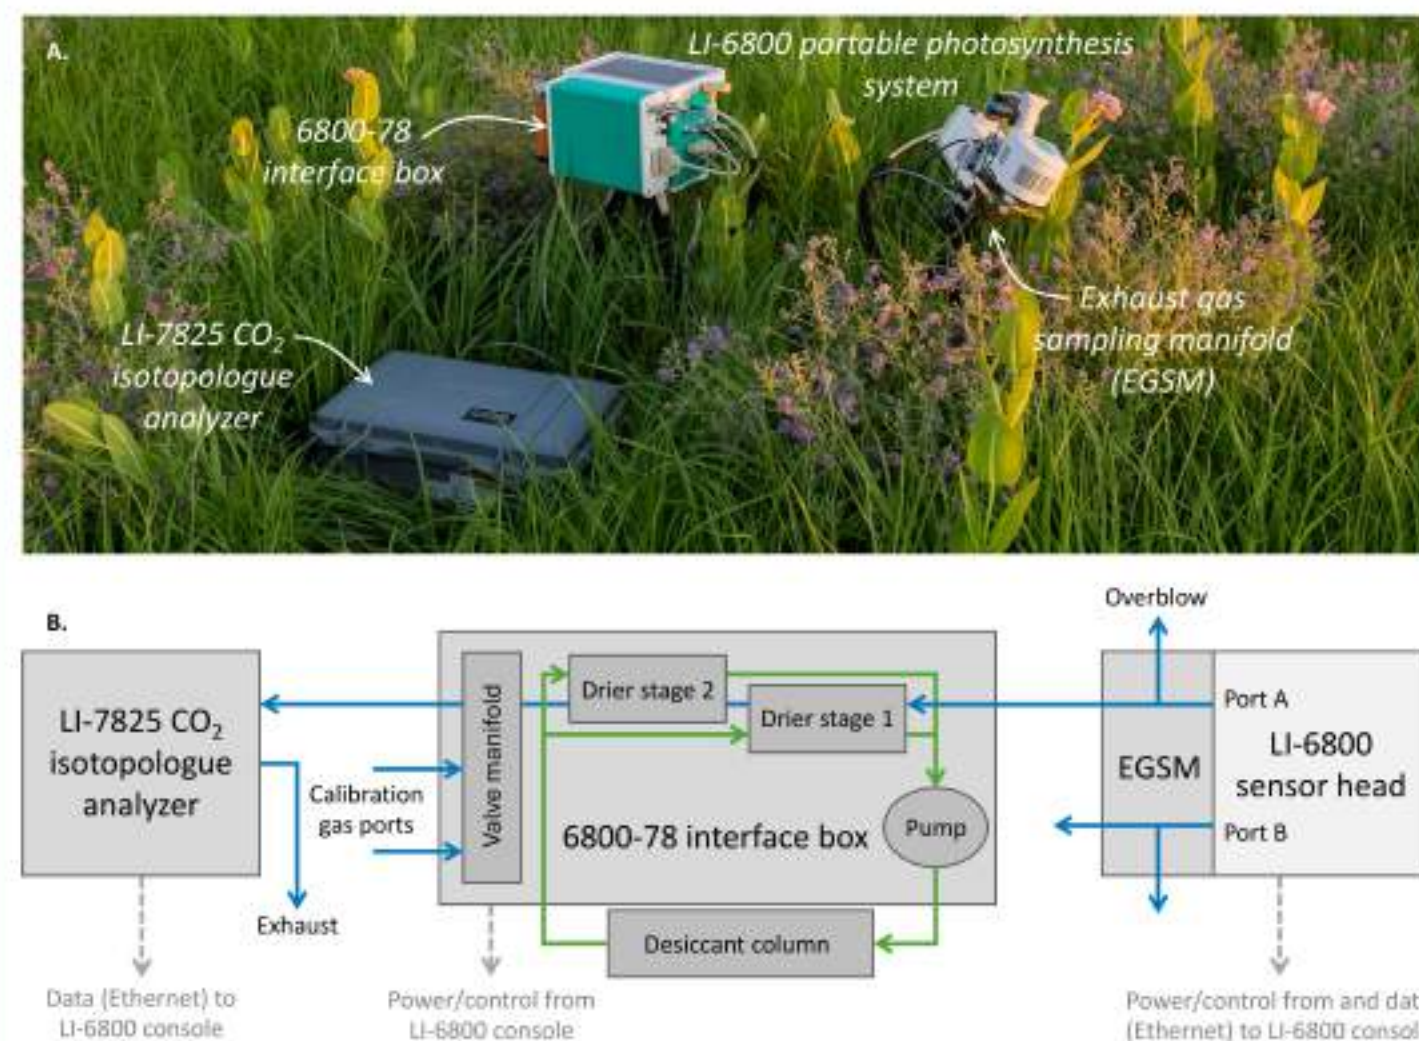 A.
LI-6800 portable photosynthesis
system
6800-78
interface box
LI-7825 CO₂
isotopologue
analyzer
Exhaust gas
sampling manifold
(EGSM)
B.
Overblow
LI-7825 CO₂
isotopologue
analyzer
Exhaust
Calibration
gas ports
Valve manifold
Drier stage 2
Drier stage 1
6800-78 interface box
Pump
Desiccant column
EGSM
Port A
LI-6800
sensor head
Port B
Data (Ethernet) to
LI-6800 console
Power/control from
LI-6800 console
Power/control from and dat
(Ethernet) to LI-6800 consol